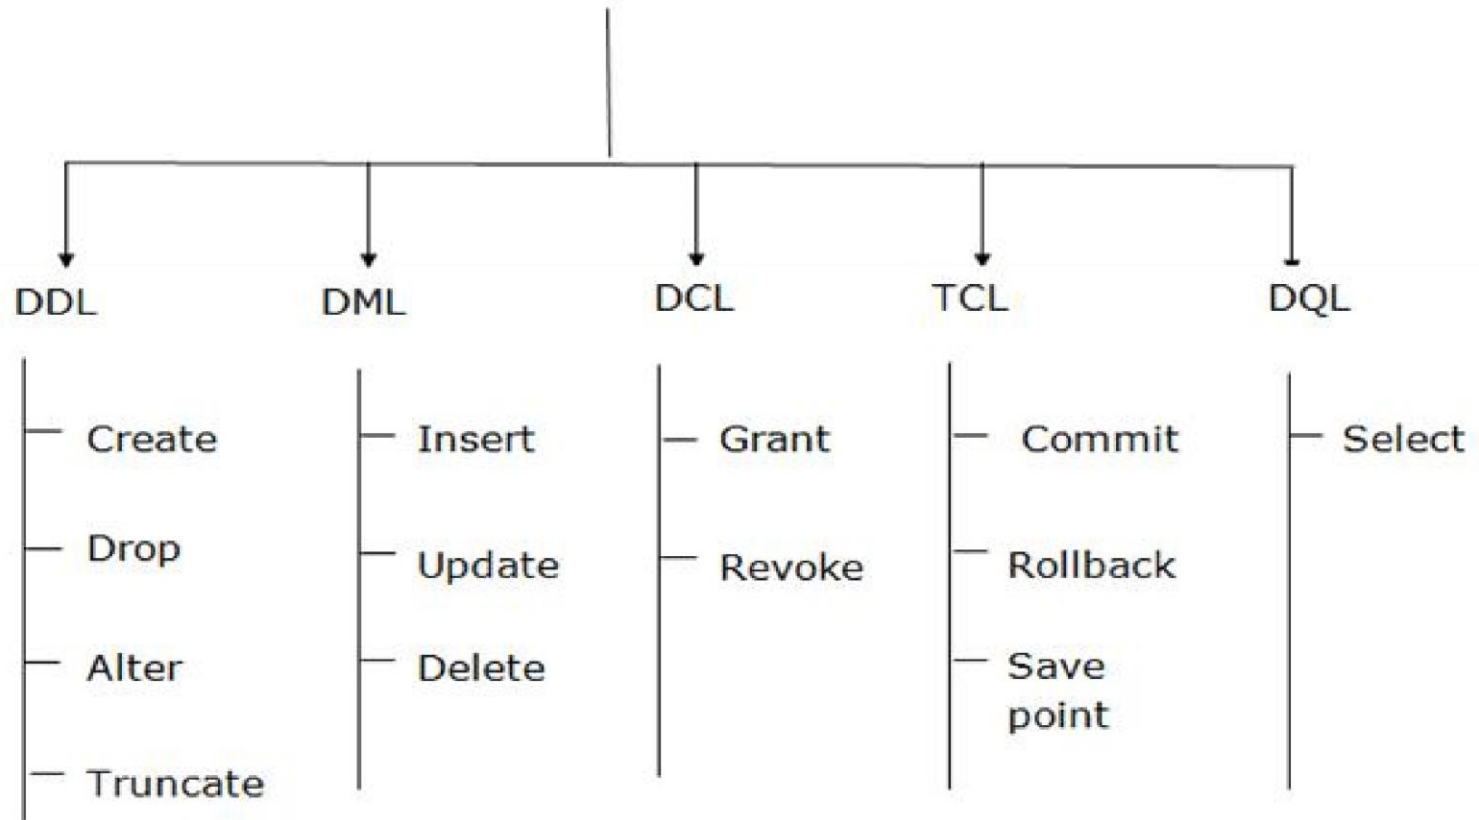 DDL
DML
DCL
TCL
DQL
Create
Drop
Alter
Truncate
Insert
Update
Delete
Grant
Revoke
Commit
Rollback
Save
point
Select